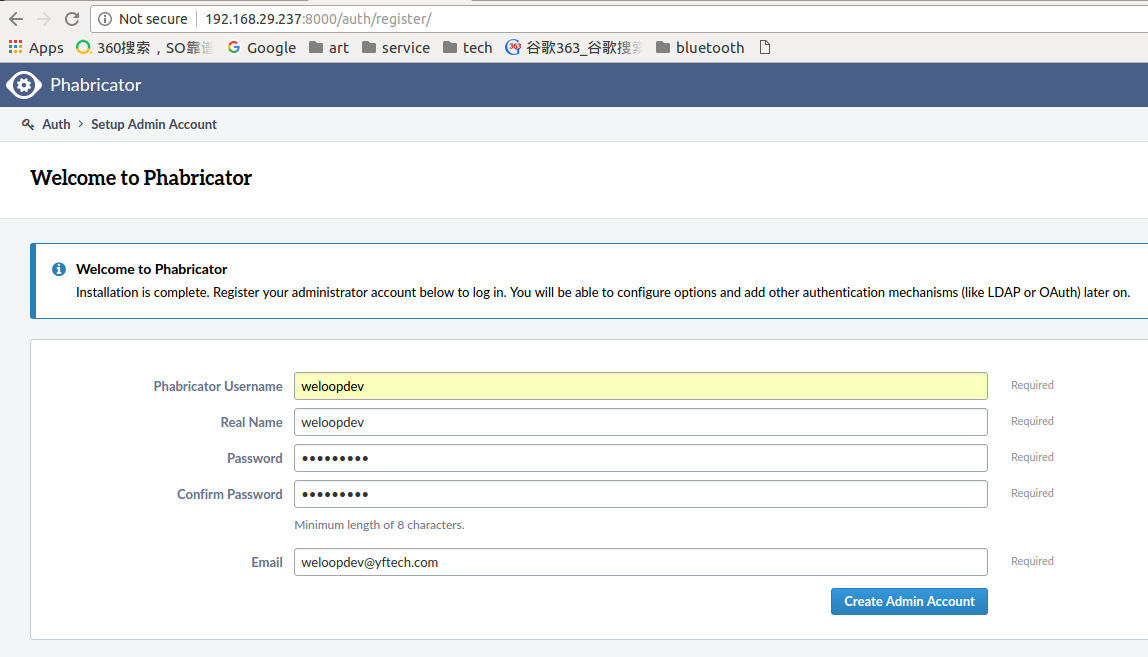 Not secure 192.168.29.237:8000/auth/register/
Apps 360搜索，SO靠谱 Google art service tech 谷歌363_谷歌搜索 bluetooth
Phabricator
Auth > Setup Admin Account
Welcome to Phabricator
Welcome to Phabricator
Installation is complete. Register your administrator account below to log in. You will be able to configure options and add other authentication mechanisms (like LDAP or OAuth) later on.
Phabricator Username weloopdev Required
Real Name weloopdev Required
Password ••••••••• Required
Confirm Password ••••••••• Required
Minimum length of 8 characters.
Email weloopdev@yftech.com Required
Create Admin Account